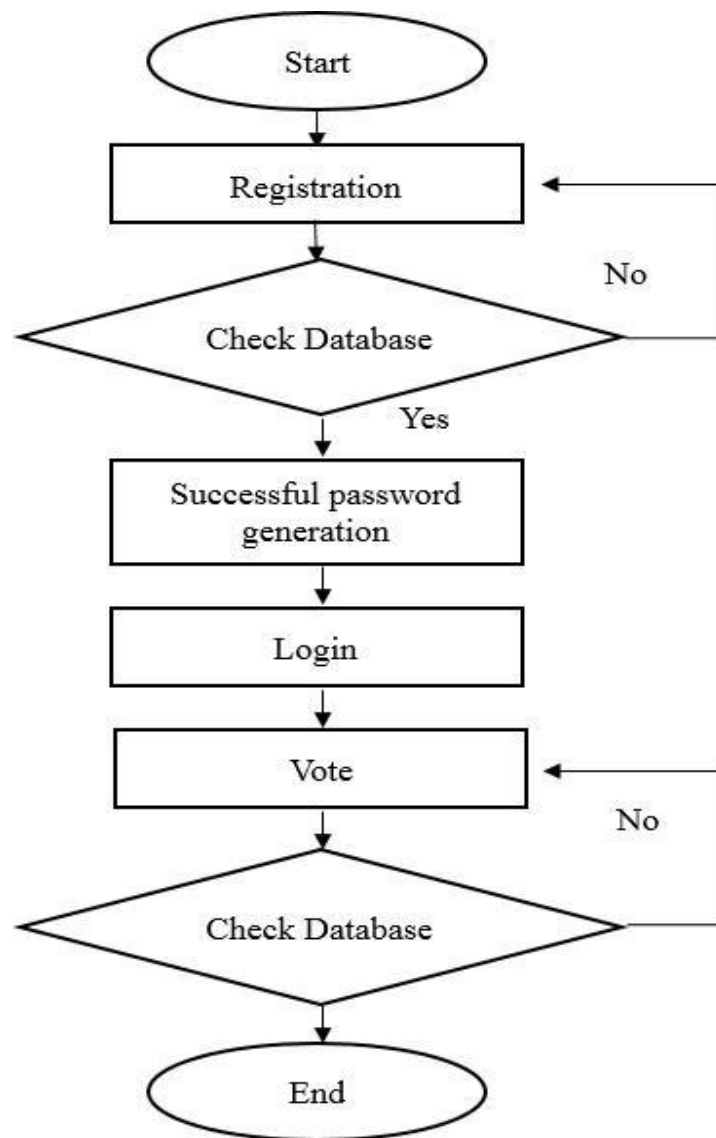 Start
Registration
No
Check Database
Yes
Successful password
generation
Login
Vote
No
Check Database
End